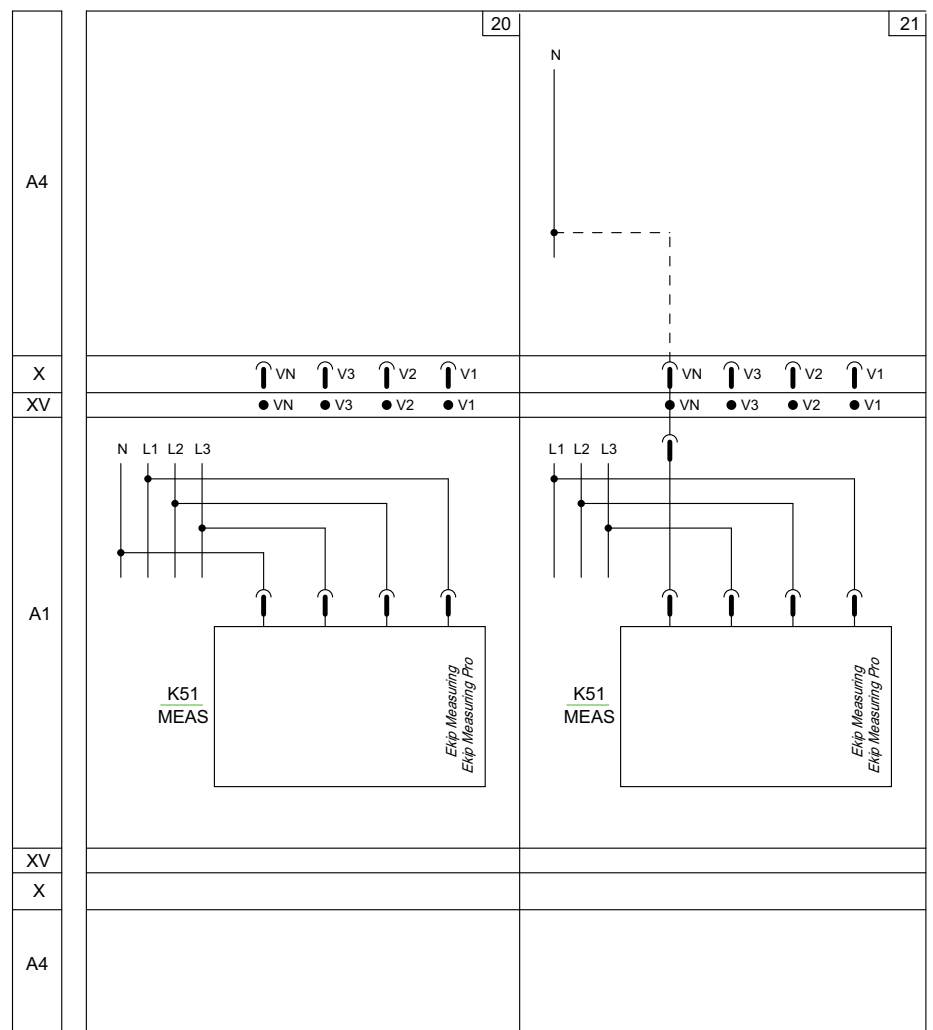 20
21
N
A4
X
VN V3 V2 V1
VN V3 V2 V1
XV
VN V3 V2 V1
VN V3 V2 V1
N L1 L2 L3
L1 L2 L3
A1
K51
MEAS
Ekip Measuring
Ekip Measuring Pro
K51
MEAS
Ekip Measuring
Ekip Measuring Pro
XV
X
A4